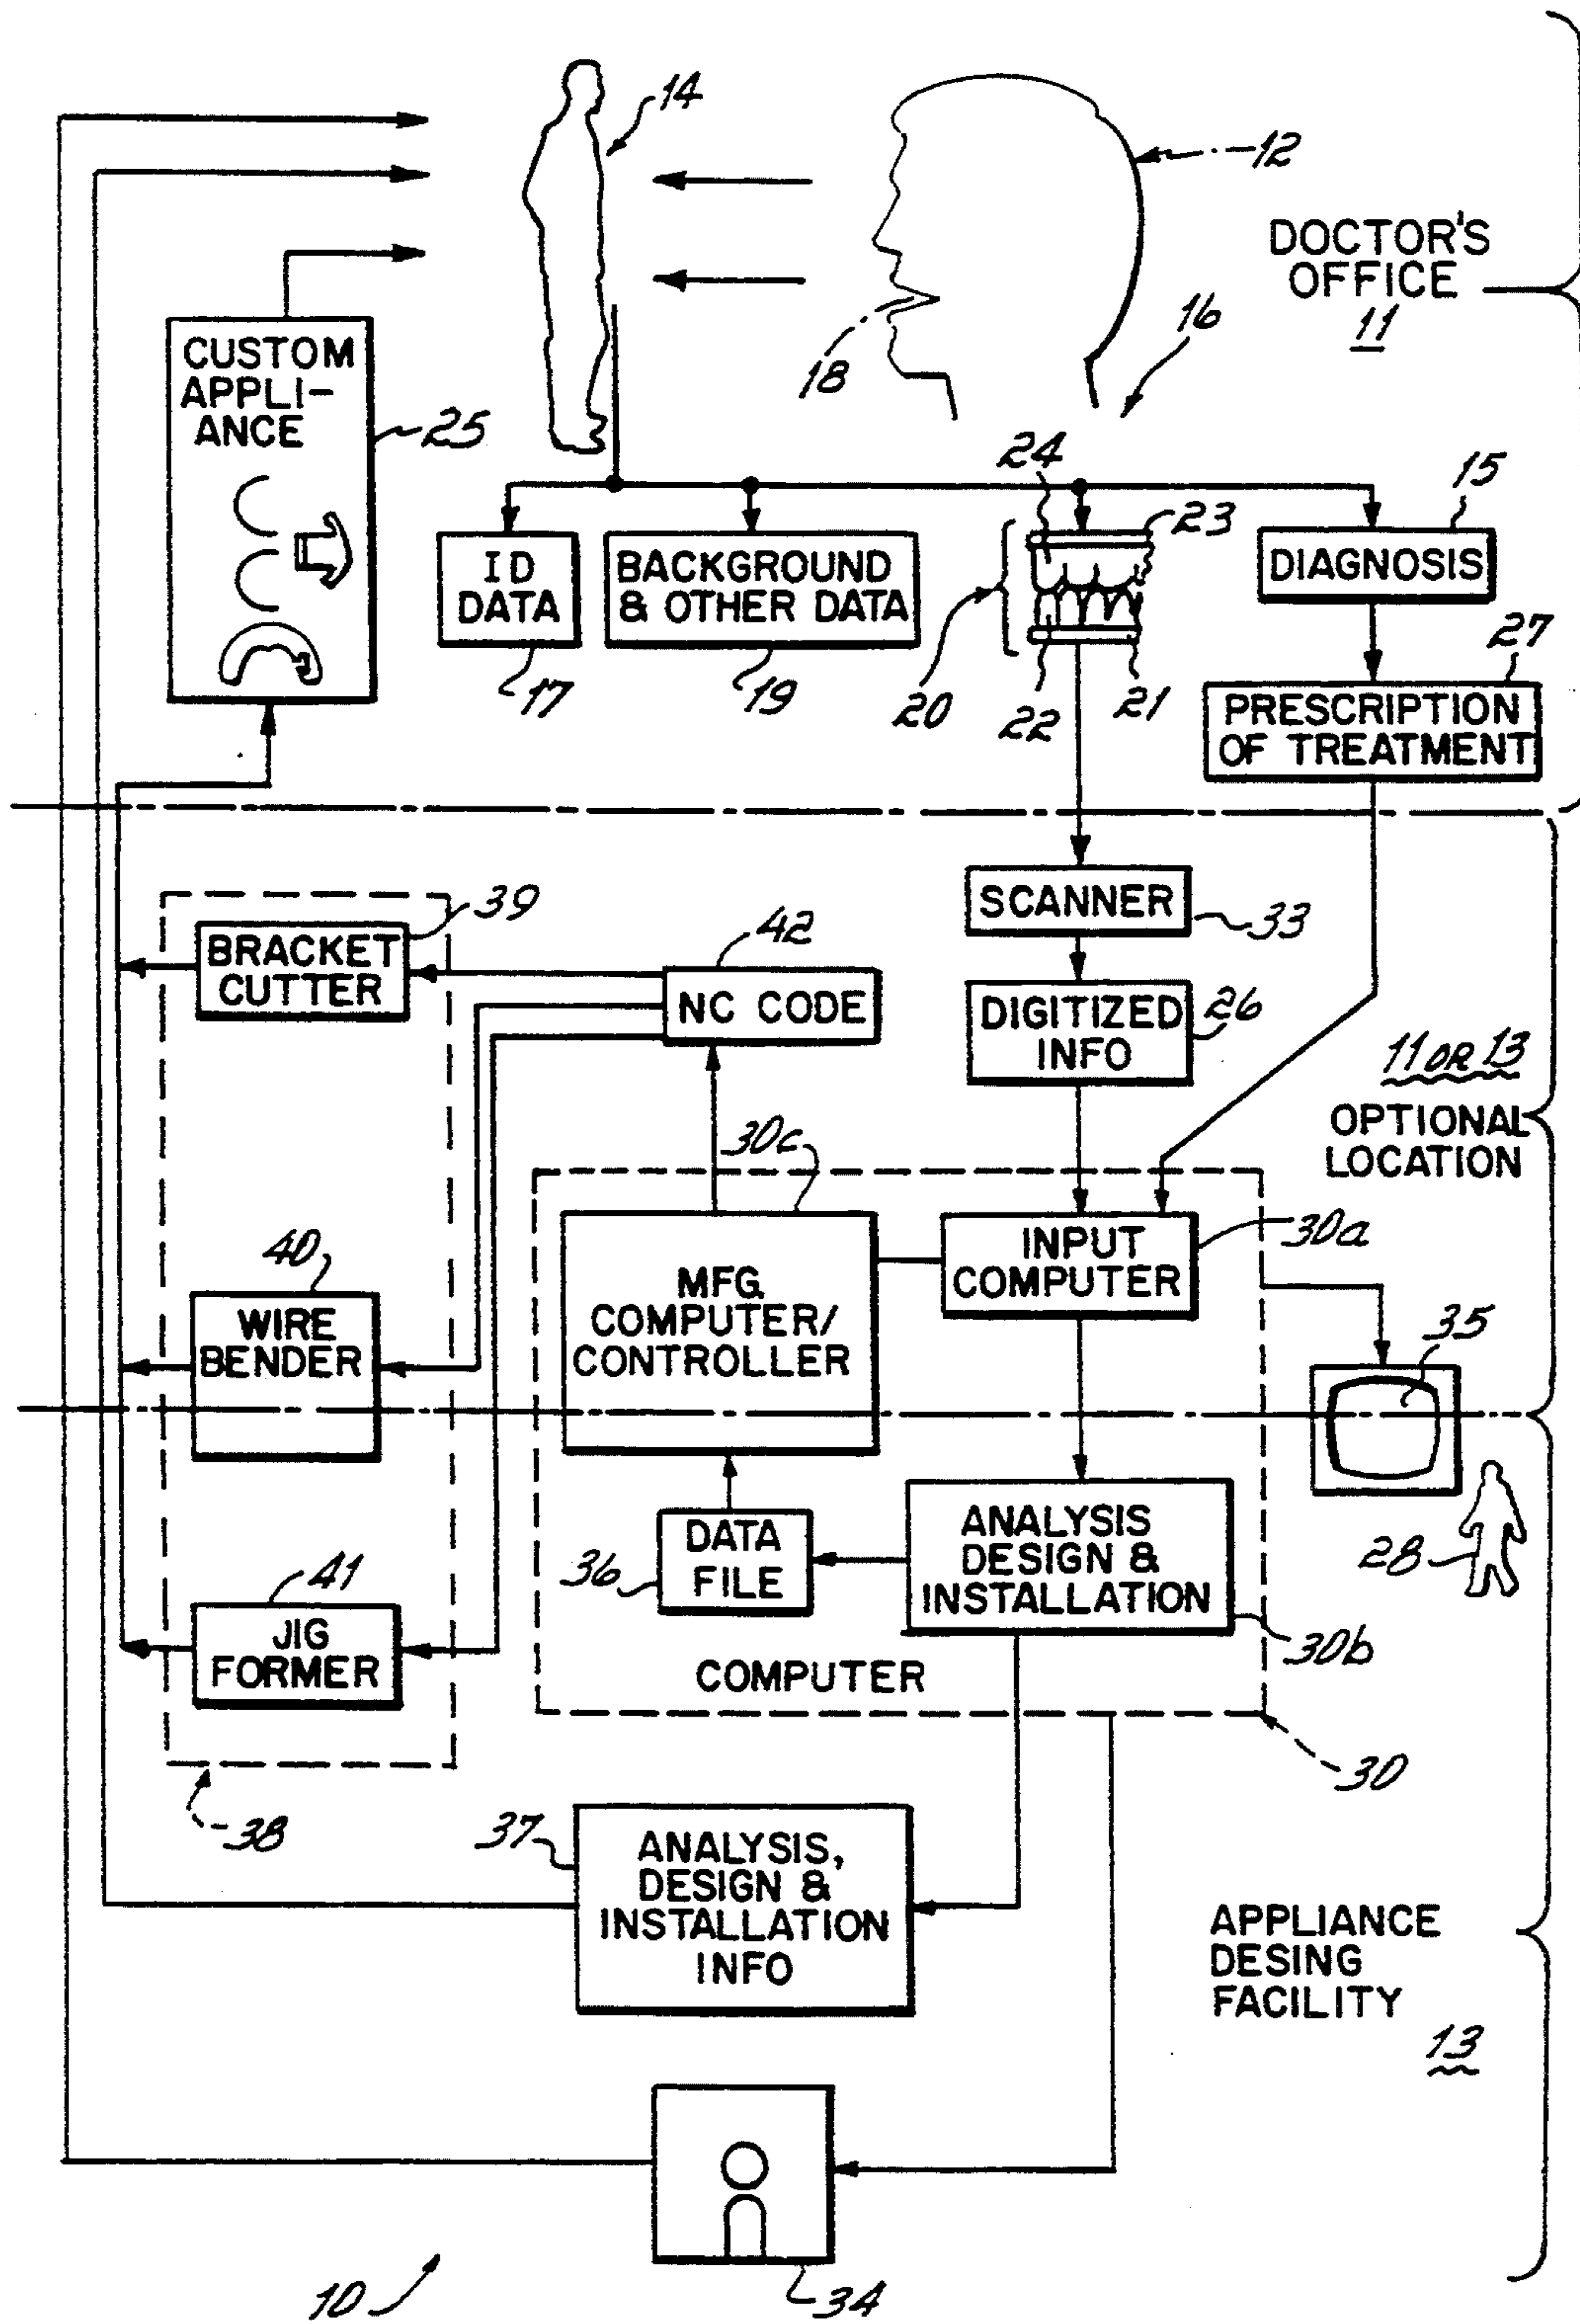 14
12
DOCTOR'S
OFFICE
11
16
18
CUSTOM
APPLI-
ANCE
25
24
15
23
ID
DATA
BACKGROUND
& OTHER DATA
DIAGNOSIS
20
27
17
19
22
21
PRESCRIPTION
OF TREATMENT
39
SCANNER
33
BRACKET
CUTTER
42
NC CODE
DIGITIZED
INFO
26
11 OR 13
OPTIONAL
LOCATION
30c
40
INPUT
COMPUTER
30a
MFG.
COMPUTER/
CONTROLLER
WIRE
BENDER
35
DATA
FILE
36
ANALYSIS
DESIGN &
INSTALLATION
28
41
JIG
FORMER
30b
COMPUTER
30
38
37
ANALYSIS,
DESIGN &
INSTALLATION
INFO
APPLIANCE
DESING
FACILITY
13
10
34